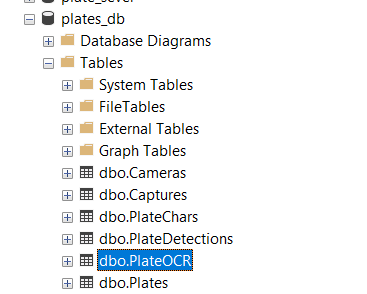 plates_db
Database Diagrams
Tables
System Tables
FileTables
External Tables
Graph Tables
dbo.Cameras
dbo.Captures
dbo.PlateChars
dbo.PlateDetections
dbo.PlateOCR
dbo.Plates